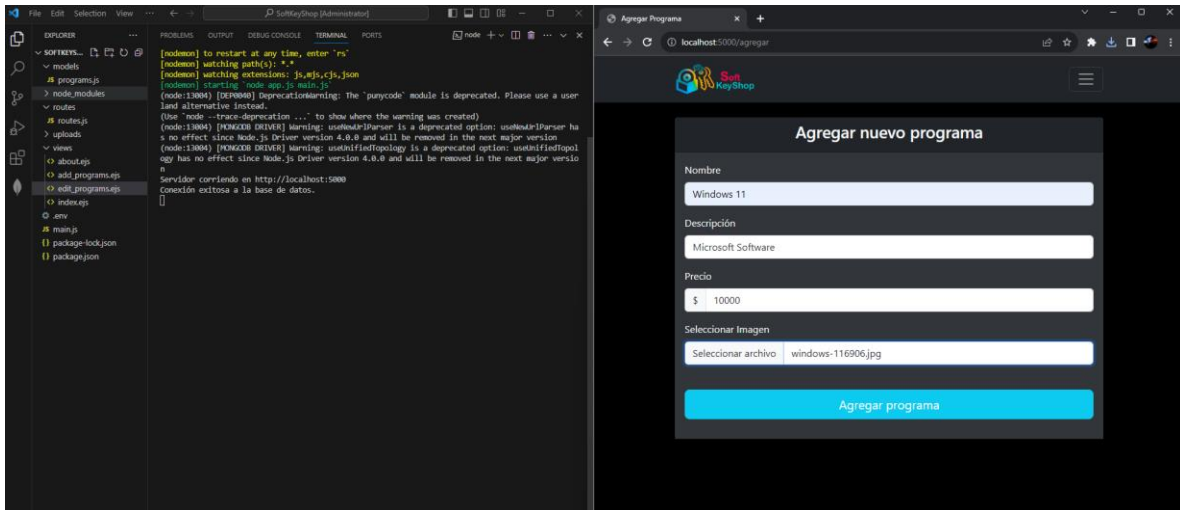 File Edit Selection View ... SoftKeyShop [Administrator]
EXPLORER ...
SOFTKEYS...
models
JS programs.js
node_modules
routes
JS routes.js
uploads
views
<> about.ejs
<> add_programs.ejs
<> edit_programs.ejs
<> index.ejs
.env
JS main.js
{} package-lock.json
{} package.json
PROBLEMS OUTPUT DEBUG CONSOLE TERMINAL PORTS node
[nodemon] to restart at any time, enter `rs`
[nodemon] watching path(s): *.*
[nodemon] watching extensions: js,mjs,cjs,json
[nodemon] starting `node app.js main.js`
(node:13004) [DEP0040] DeprecationWarning: The `punycode` module is deprecated. Please use a user
land alternative instead.
(Use `node --trace-deprecation ...` to show where the warning was created)
(node:13004) [MONGODB DRIVER] Warning: useNewUrlParser is a deprecated option: useNewUrlParser ha
s no effect since Node.js Driver version 4.0.0 and will be removed in the next major version
(node:13004) [MONGODB DRIVER] Warning: useUnifiedTopology is a deprecated option: useUnifiedTopol
ogy has no effect since Node.js Driver version 4.0.0 and will be removed in the next major versio
n
Servidor corriendo en http://localhost:5000
Conexión exitosa a la base de datos.
Agregar Programa
localhost:5000/agregar
Soft
KeyShop
Agregar nuevo programa
Nombre
Windows 11
Descripción
Microsoft Software
Precio
$ 10000
Seleccionar Imagen
Seleccionar archivo windows-116906.jpg
Agregar programa